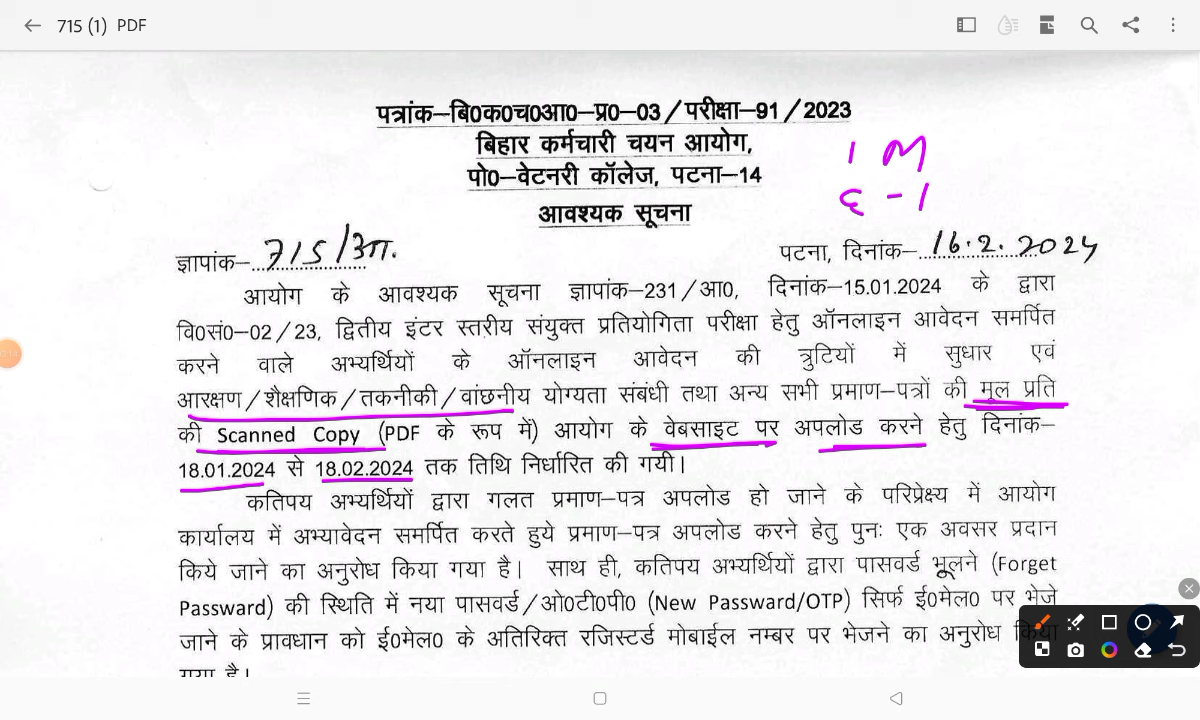 715 (1) PDF
पत्रांक–बि0क0च0आ0–प्र0–03/परीक्षा–91/2023
बिहार कर्मचारी चयन आयोग,
पो0–वेटनरी कॉलेज, पटना–14
आवश्यक सूचना
ज्ञापांक–715/आ. पटना, दिनांक–16.2.2024
आयोग के आवश्यक सूचना ज्ञापांक–231/आ0, दिनांक–15.01.2024 के द्वारा
वि0सं0–02/23, द्वितीय इंटर स्तरीय संयुक्त प्रतियोगिता परीक्षा हेतु ऑनलाइन आवेदन समर्पित
करने वाले अभ्यर्थियों के ऑनलाइन आवेदन की त्रुटियों में सुधार एवं
आरक्षण/शैक्षणिक/तकनीकी/वांछनीय योग्यता संबंधी तथा अन्य सभी प्रमाण–पत्रों की मूल प्रति
की Scanned Copy (PDF के रूप में) आयोग के वेबसाइट पर अपलोड करने हेतु दिनांक–
18.01.2024 से 18.02.2024 तक तिथि निर्धारित की गयी।
कतिपय अभ्यर्थियों द्वारा गलत प्रमाण–पत्र अपलोड हो जाने के परिप्रेक्ष्य में आयोग
कार्यालय में अभ्यावेदन समर्पित करते हुये प्रमाण–पत्र अपलोड करने हेतु पुनः एक अवसर प्रदान
किये जाने का अनुरोध किया गया है। साथ ही, कतिपय अभ्यर्थियों द्वारा पासवर्ड भूलने (Forget
Passward) की स्थिति में नया पासवर्ड/ओ0टी0पी0 (New Passward/OTP) सिर्फ ई0मेल0 पर भेजे
जाने के प्रावधान को ई0मेल0 के अतिरिक्त रजिस्टर्ड मोबाईल नम्बर पर भेजने का अनुरोध किया
गया है।